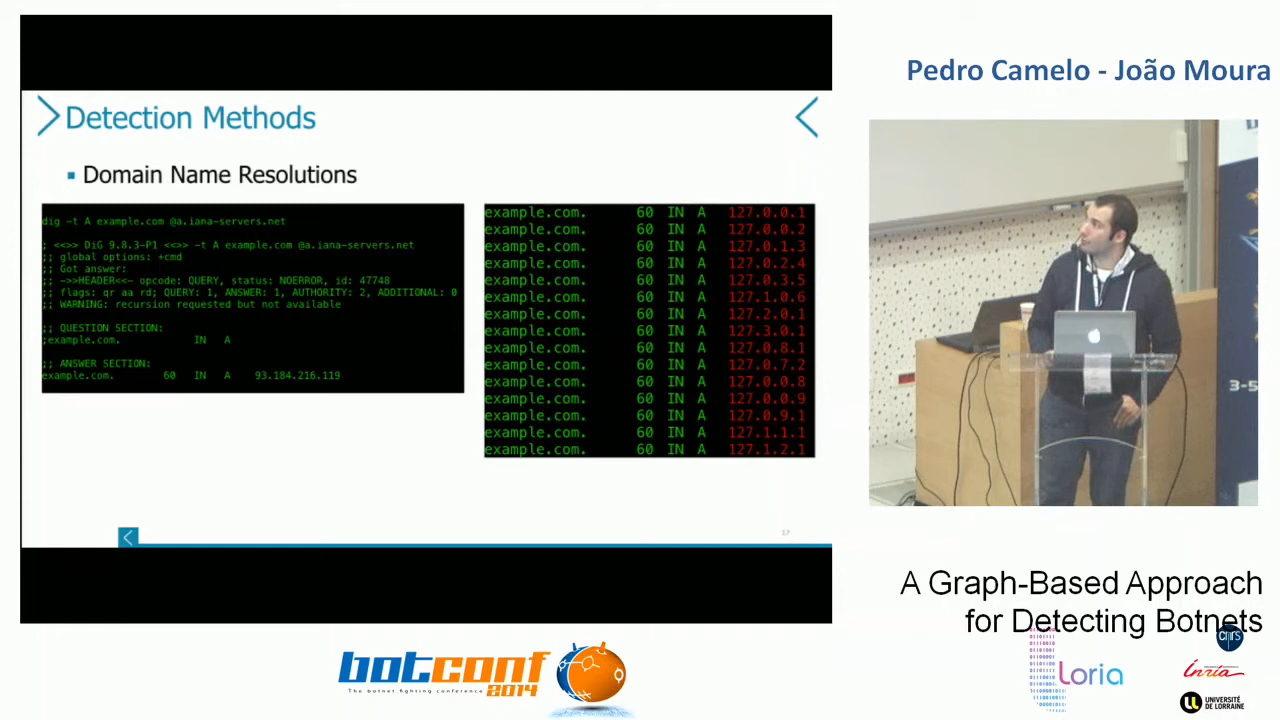 Pedro Camelo - João Moura
Detection Methods
Domain Name Resolutions
dig -t A example.com @a.iana-servers.net
; <<>> DiG 9.8.3-P1 <<>> -t A example.com @a.iana-servers.net
;; global options: +cmd
;; Got answer:
;; ->>HEADER<<- opcode: QUERY, status: NOERROR, id: 47748
;; flags: qr aa rd; QUERY: 1, ANSWER: 1, AUTHORITY: 2, ADDITIONAL: 0
;; WARNING: recursion requested but not available
;; QUESTION SECTION:
;example.com. IN A
;; ANSWER SECTION:
example.com. 60 IN A 93.184.216.119
example.com. 60 IN A 127.0.0.1
example.com. 60 IN A 127.0.0.2
example.com. 60 IN A 127.0.1.3
example.com. 60 IN A 127.0.2.4
example.com. 60 IN A 127.0.3.5
example.com. 60 IN A 127.1.0.6
example.com. 60 IN A 127.2.0.1
example.com. 60 IN A 127.3.0.1
example.com. 60 IN A 127.0.8.1
example.com. 60 IN A 127.0.7.2
example.com. 60 IN A 127.0.0.8
example.com. 60 IN A 127.0.0.9
example.com. 60 IN A 127.0.9.1
example.com. 60 IN A 127.1.1.1
example.com. 60 IN A 127.1.2.1
17
3-5
A Graph-Based Approach
for Detecting Botnets
botconf
The botnet fighting conference 2014
Loria
cnrs
Inria
UNIVERSITÉ
DE LORRAINE